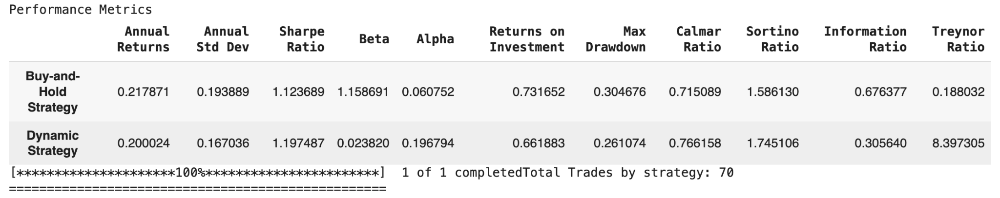 Performance Metrics
Annual Annual Sharpe Returns on Max Calmar Sortino Information Treynor
Beta Alpha
Returns Std Dev Ratio Investment Drawdown Ratio Ratio Ratio Ratio
Buy-and-
Hold 0.217871 0.193889 1.123689 1.158691 0.060752 0.731652 0.304676 0.715089 1.586130 0.676377 0.188032
Strategy
Dynamic
Strategy 0.200024 0.167036 1.197487 0.023820 0.196794 0.661883 0.261074 0.766158 1.745106 0.305640 8.397305
[*********************100%***********************] 1 of 1 completedTotal Trades by strategy: 70
==================================================